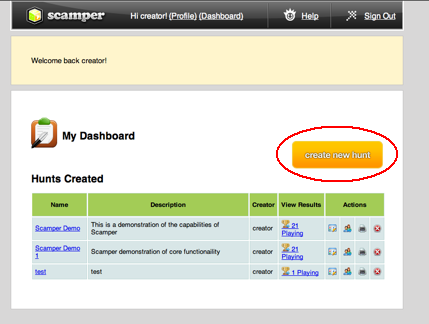 scamper Hi creator! (Profile) (Dashboard) Help Sign Out
Welcome back creator!
My Dashboard
create new hunt
Hunts Created
Name Description Creator View Results Actions
Scamper Demo This is a demonstration of the capabilities of Scamper creator 21 Playing
Scamper Demo 1 Scamper demonstration of core functionaility creator 21 Playing
test test creator 1 Playing